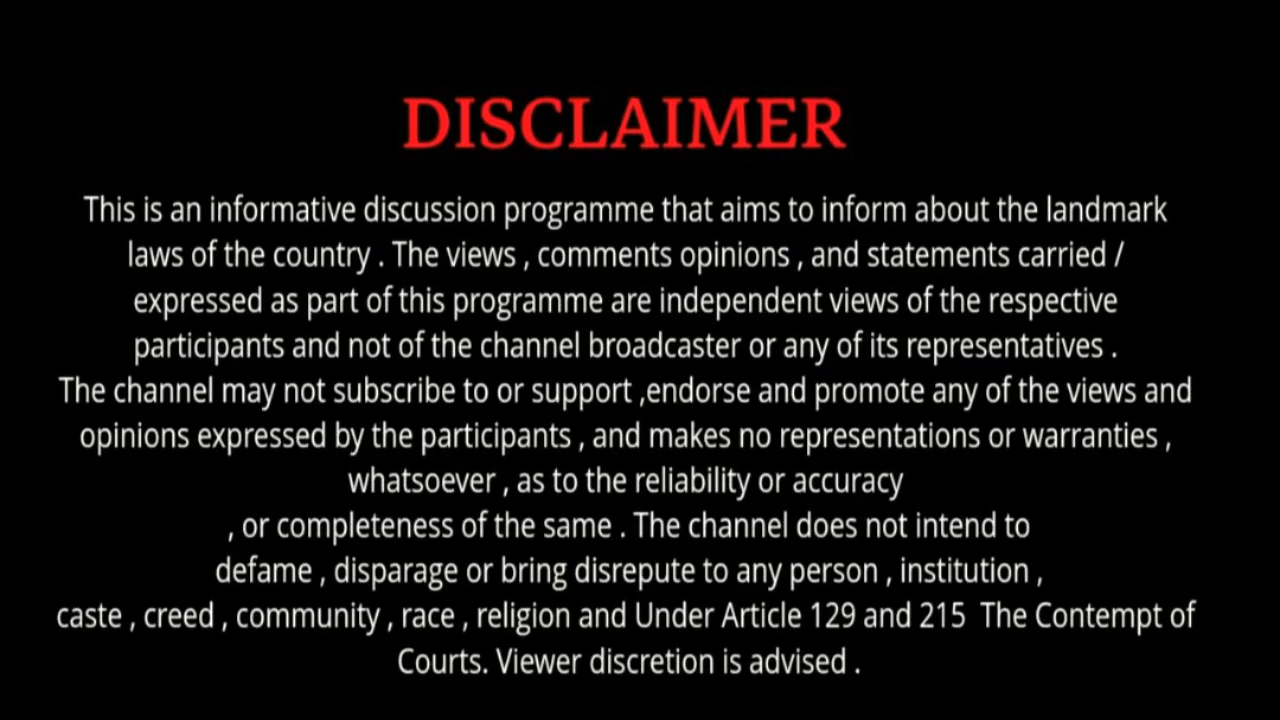 DISCLAIMER
This is an informative discussion programme that aims to inform about the landmark
laws of the country . The views , comments opinions , and statements carried /
expressed as part of this programme are independent views of the respective
participants and not of the channel broadcaster or any of its representatives .
The channel may not subscribe to or support ,endorse and promote any of the views and
opinions expressed by the participants , and makes no representations or warranties ,
whatsoever , as to the reliability or accuracy
, or completeness of the same . The channel does not intend to
defame , disparage or bring disrepute to any person , institution ,
caste , creed , community , race , religion and Under Article 129 and 215  The Contempt of
Courts. Viewer discretion is advised .